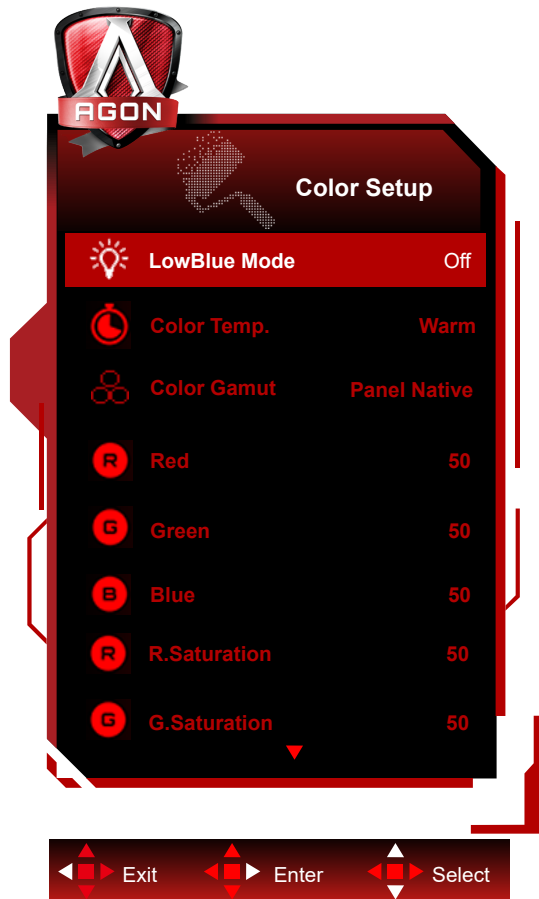 AGON
Color Setup
LowBlue Mode Off
Color Temp. Warm
Color Gamut Panel Native
R Red 50
G Green 50
B Blue 50
R R.Saturation 50
G G.Saturation 50
Exit Enter Select